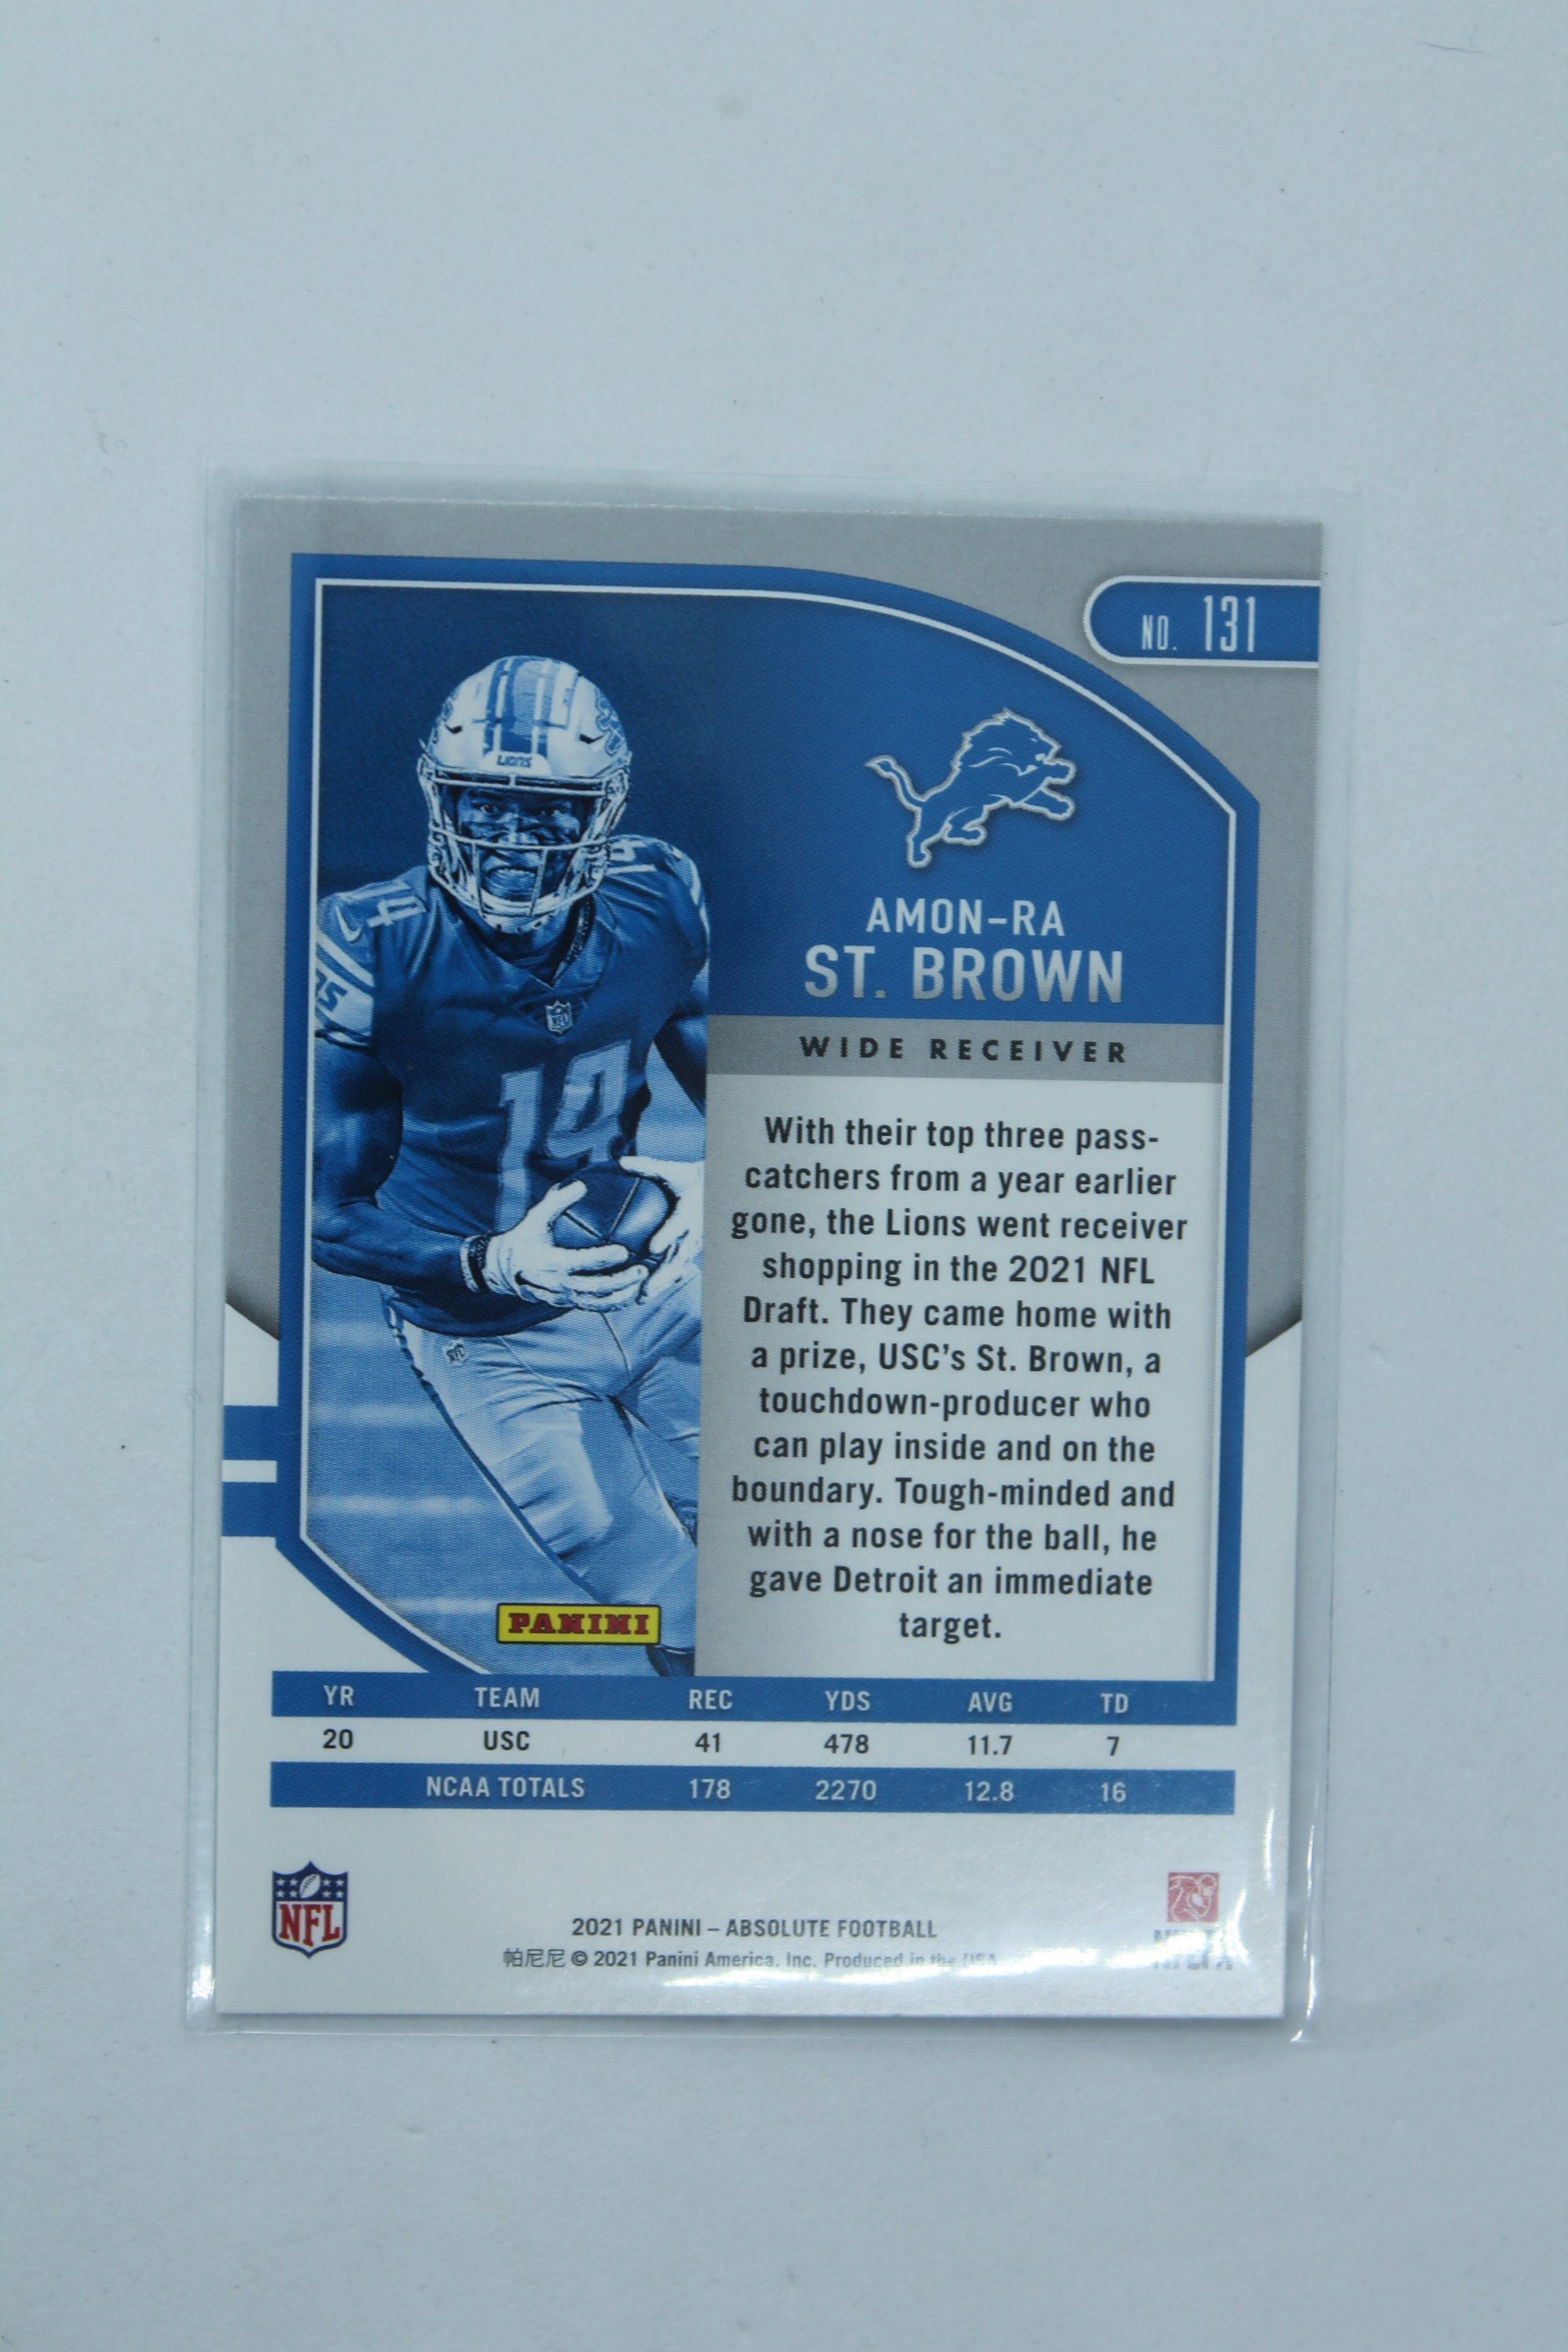 NO. 131
LIONS
14
NFL
14
AMON-RA
ST. BROWN
WIDE RECEIVER
With their top three pass-
catchers from a year earlier
gone, the Lions went receiver
shopping in the 2021 NFL
Draft. They came home with
a prize, USC's St. Brown, a
touchdown-producer who
can play inside and on the
boundary. Tough-minded and
with a nose for the ball, he
gave Detroit an immediate
target.
PANINI
YR TEAM REC YDS AVG TD
20 USC 41 478 11.7 7
NCAA TOTALS 178 2270 12.8 16
NFL
2021 PANINI – ABSOLUTE FOOTBALL
帕尼尼 © 2021 Panini America, Inc. Produced in the USA